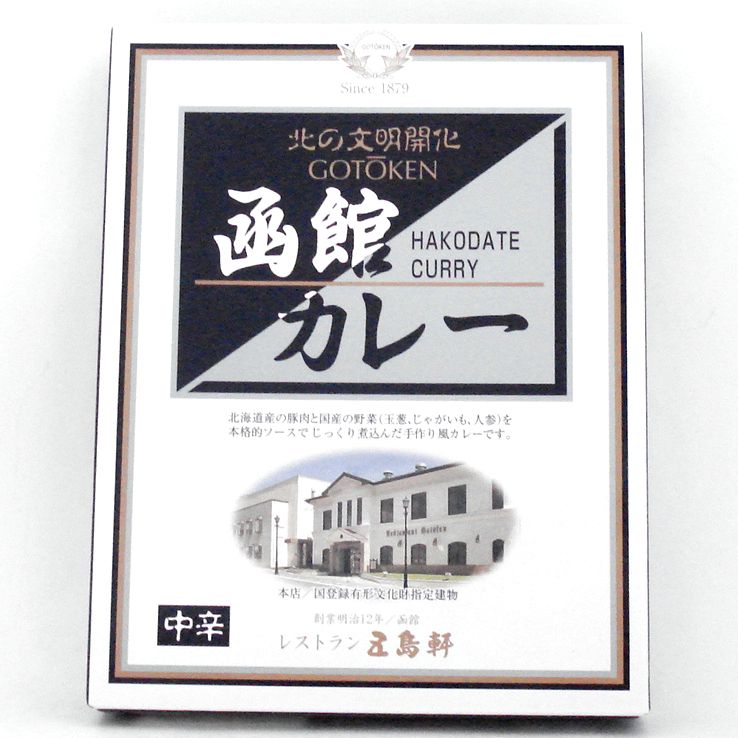 GOTŌKEN
Since 1879
北の文明開化
GOTŌKEN
函館
HAKODATE
CURRY
カレー
北海道産の豚肉と国産の野菜(玉葱、じゃがいも、人参)を
本格的ソースでじっくり煮込んだ手作り風カレーです。
Restaurant Gotoken
本店/国登録有形文化財指定建物
中辛
創業明治12年/函館
レストラン 五島軒